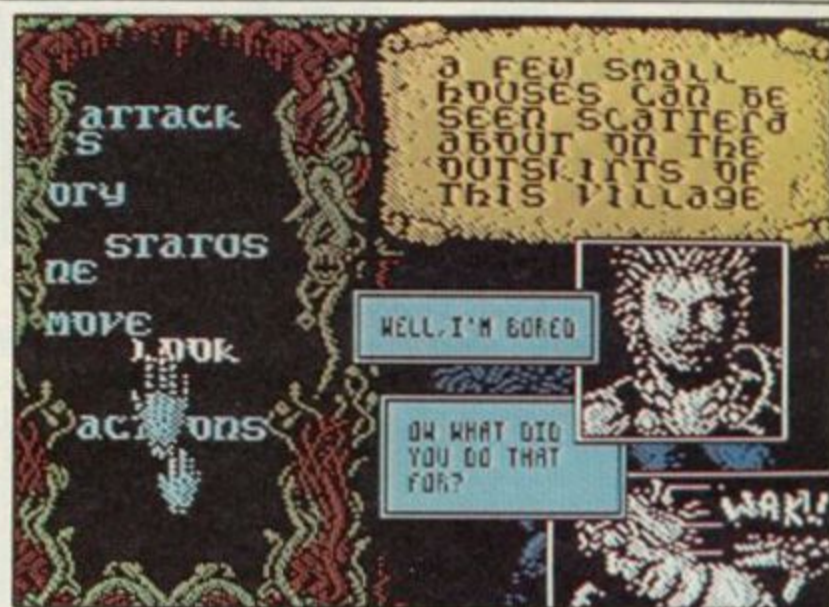 attack
s
ory
status
ne
move
look
actions
a few small
houses can be
seen scatterd
about on the
outskirts of
this village
WELL, I'M BORED
OW WHAT DID
YOU DO THAT
FOR?
WAK!!